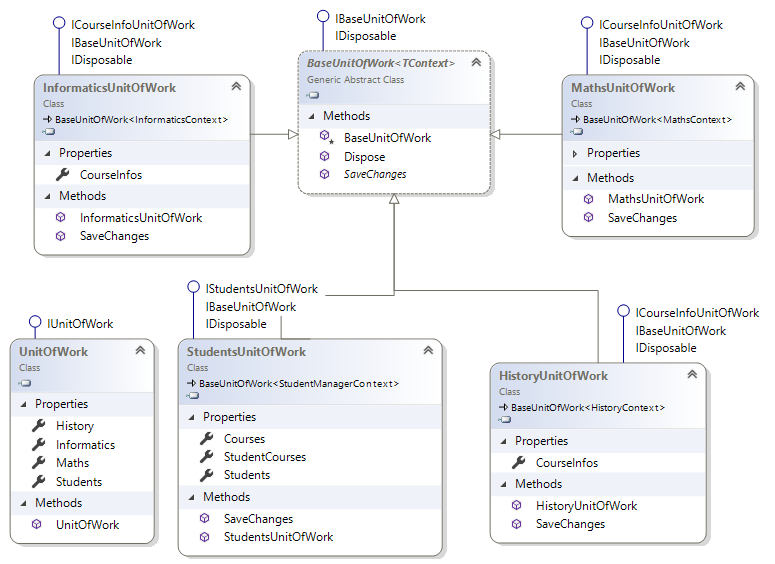 ICourseInfoUnitOfWork
IBaseUnitOfWork
IDisposable
InformaticsUnitOfWork
Class
BaseUnitOfWork<InformaticsContext>
Properties
CourseInfos
Methods
InformaticsUnitOfWork
SaveChanges
IBaseUnitOfWork
IDisposable
BaseUnitOfWork<TContext>
Generic Abstract Class
Methods
BaseUnitOfWork
Dispose
SaveChanges
ICourseInfoUnitOfWork
IBaseUnitOfWork
IDisposable
MathsUnitOfWork
Class
BaseUnitOfWork<MathsContext>
Properties
Methods
MathsUnitOfWork
SaveChanges
IUnitOfWork
UnitOfWork
Class
Properties
History
Informatics
Maths
Students
Methods
UnitOfWork
IStudentsUnitOfWork
IBaseUnitOfWork
IDisposable
StudentsUnitOfWork
Class
BaseUnitOfWork<StudentManagerContext>
Properties
Courses
StudentCourses
Students
Methods
SaveChanges
StudentsUnitOfWork
ICourseInfoUnitOfWork
IBaseUnitOfWork
IDisposable
HistoryUnitOfWork
Class
BaseUnitOfWork<HistoryContext>
Properties
CourseInfos
Methods
HistoryUnitOfWork
SaveChanges